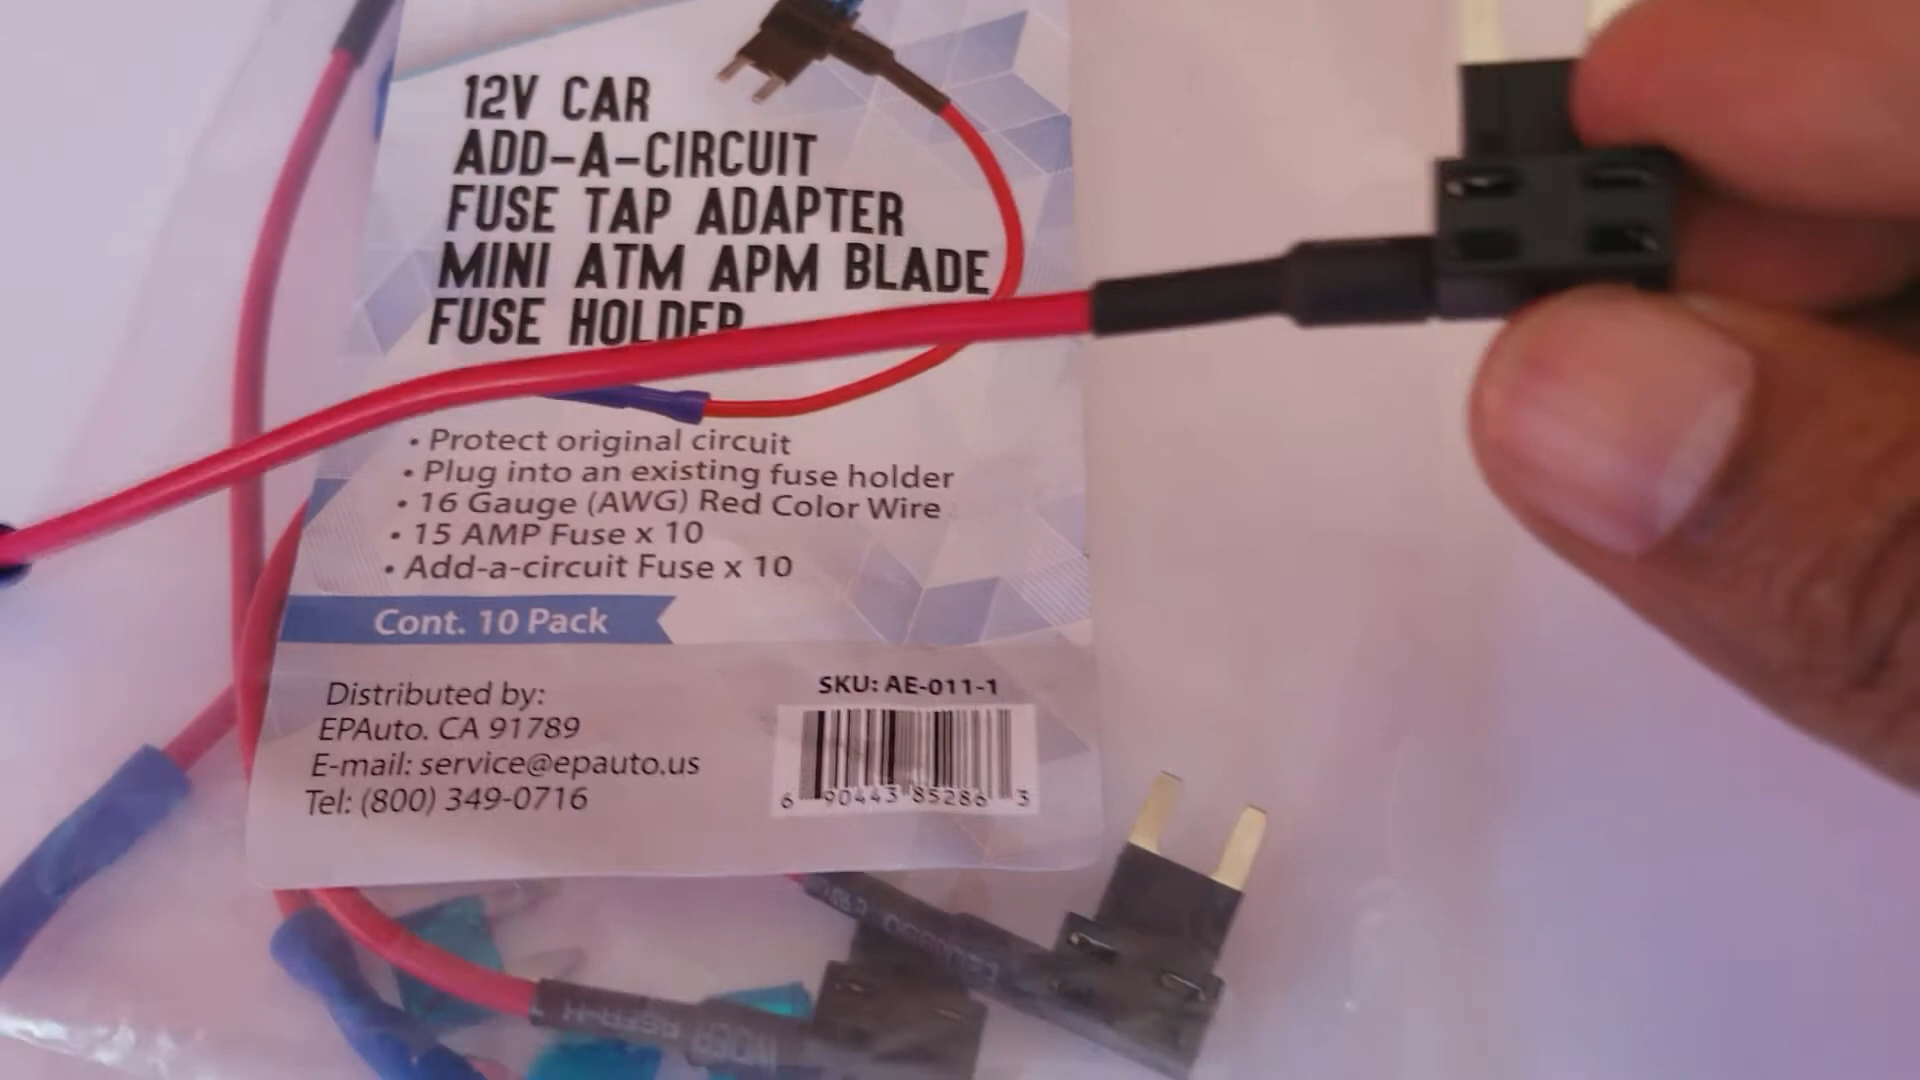 12V CAR
ADD-A-CIRCUIT
FUSE TAP ADAPTER
MINI ATM APM BLADE
FUSE HOLDER
• Protect original circuit
• Plug into an existing fuse holder
• 16 Gauge (AWG) Red Color Wire
• 15 AMP Fuse x 10
• Add-a-circuit Fuse x 10
Cont. 10 Pack
Distributed by:
EPAuto. CA 91789
E-mail: service@epauto.us
Tel: (800) 349-0716
SKU: AE-011-1
6 90443 85286 3